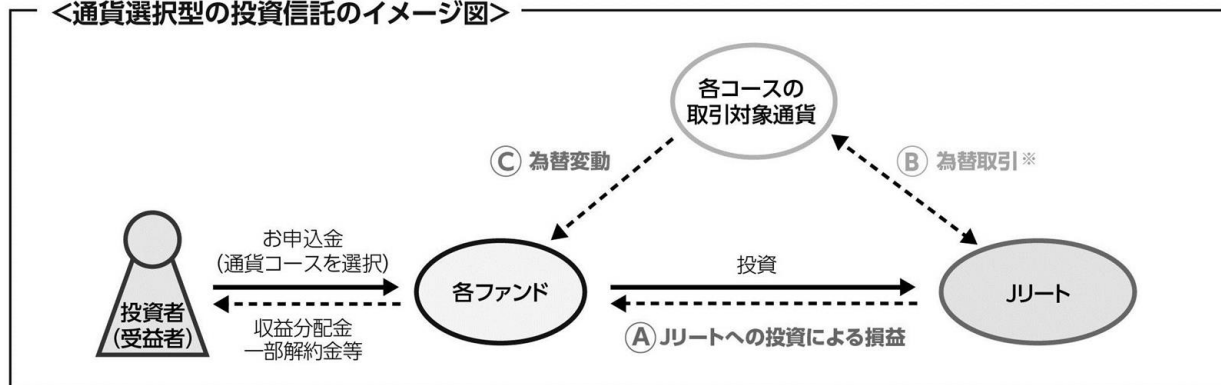 <通貨選択型の投資信託のイメージ図>
各コースの
取引対象通貨
Ⓒ 為替変動
Ⓑ 為替取引※
お申込金
(通貨コースを選択)
投資者
(受益者)
収益分配金
一部解約金等
各ファンド
投資
Ⓐ Jリートへの投資による損益
Jリート